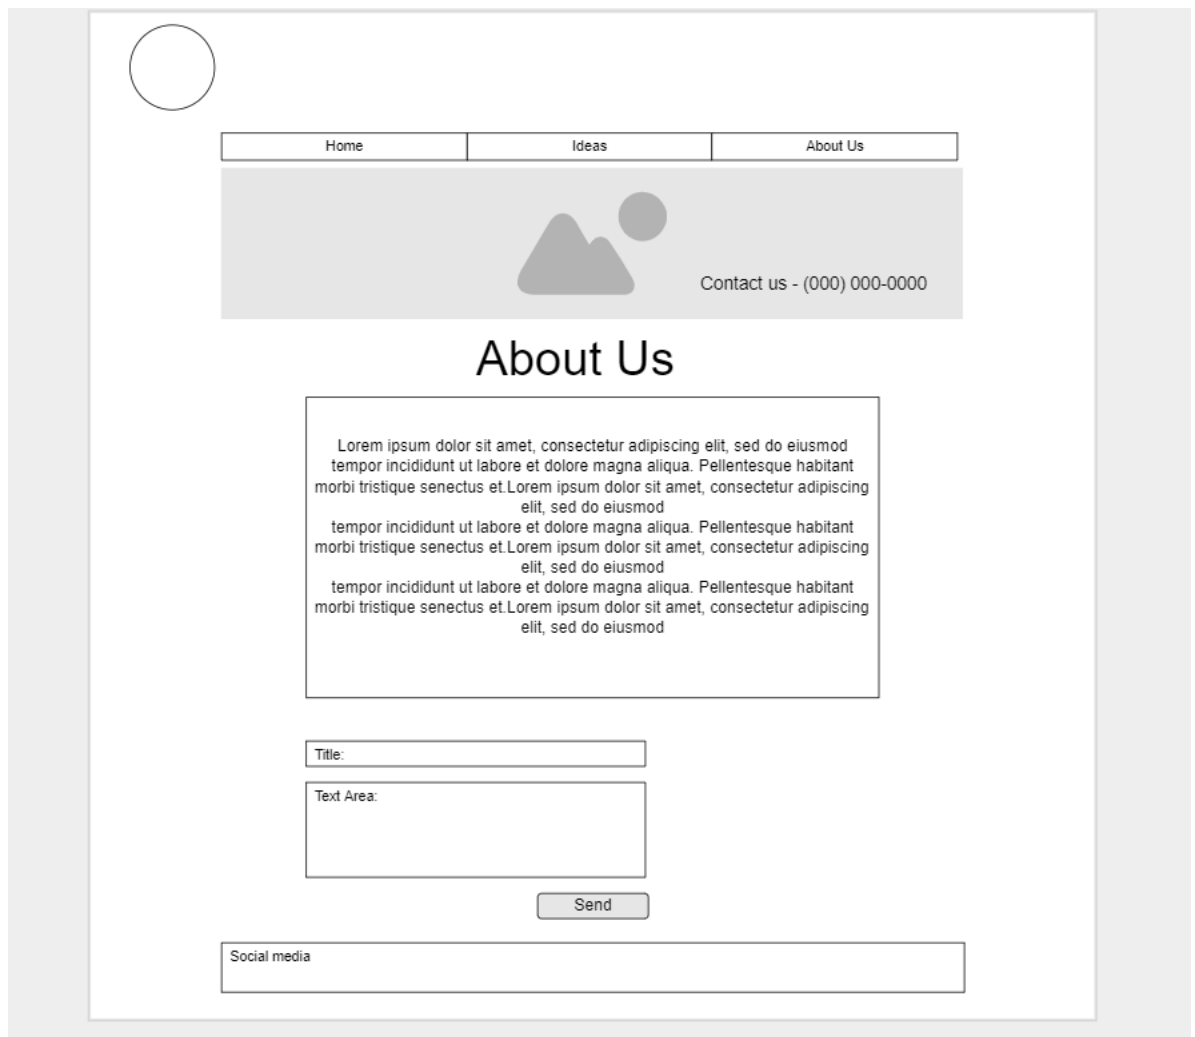 Home
Ideas
About Us
Contact us - (000) 000-0000
About Us
Lorem ipsum dolor sit amet, consectetur adipiscing elit, sed do eiusmod
tempor incididunt ut labore et dolore magna aliqua. Pellentesque habitant
morbi tristique senectus et.Lorem ipsum dolor sit amet, consectetur adipiscing
elit, sed do eiusmod
tempor incididunt ut labore et dolore magna aliqua. Pellentesque habitant
morbi tristique senectus et.Lorem ipsum dolor sit amet, consectetur adipiscing
elit, sed do eiusmod
tempor incididunt ut labore et dolore magna aliqua. Pellentesque habitant
morbi tristique senectus et.Lorem ipsum dolor sit amet, consectetur adipiscing
elit, sed do eiusmod
Title:
Text Area:
Send
Social media